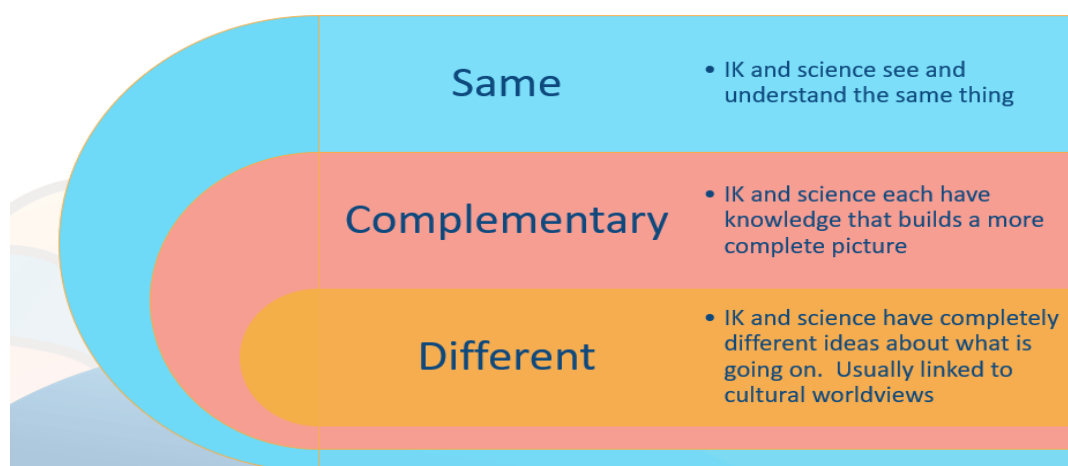 Same
• IK and science see and
understand the same thing
Complementary
• IK and science each have
knowledge that builds a more
complete picture
Different
• IK and science have completely
different ideas about what is
going on.  Usually linked to
cultural worldviews